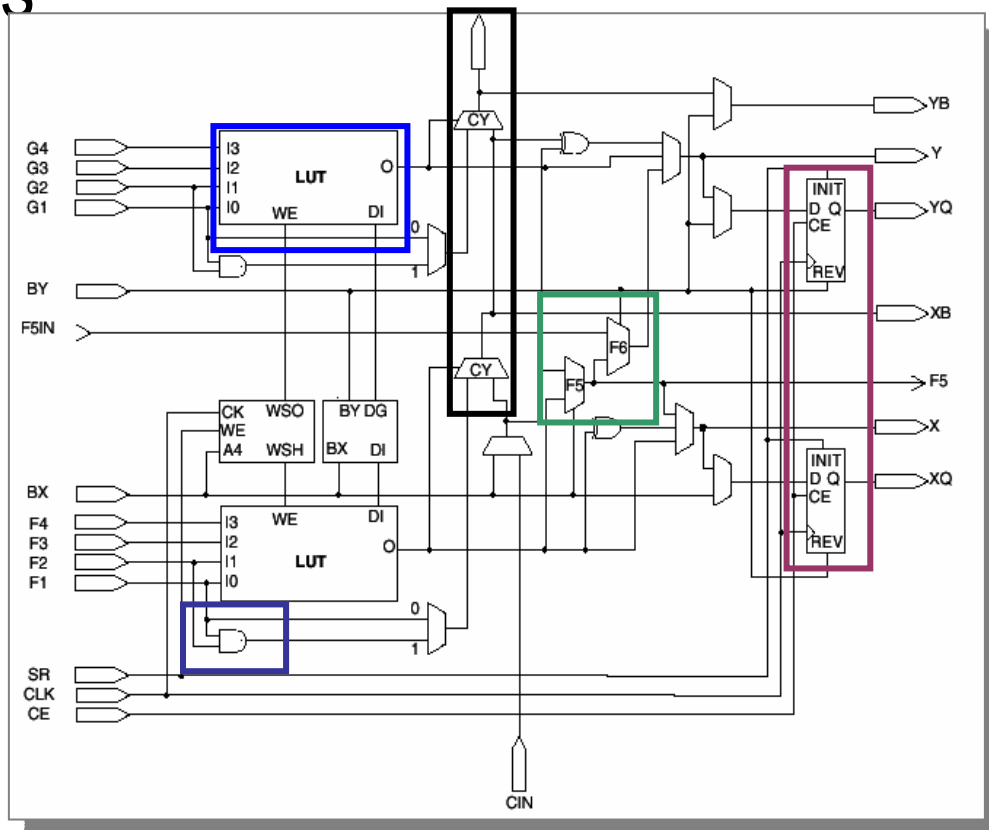 S
YB
CY
G4 I3
G3 I2 O Y
G2 I1 LUT
G1 I0
WE DI INIT
D Q YQ
0 CE
1 REV
BY
F5IN XB
F6
CY
F5 F5
CK WSO BY DG
WE X
A4 WSH BX DI INIT
D Q XQ
BX CE
F4 I3 WE DI
F3 I2 REV
F2 I1 LUT O
F1 I0
0
1
SR
CLK
CE
CIN